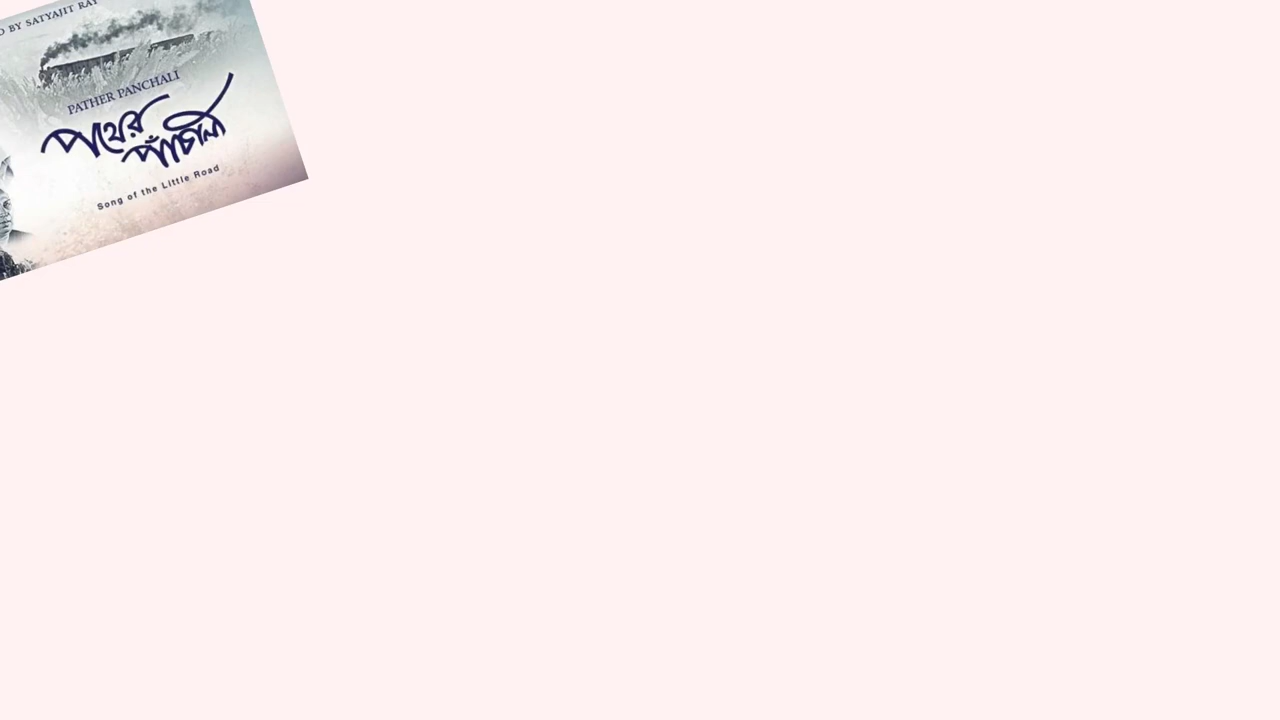 BY SATYAJIT RAY
PATHER PANCHALI
পথের
পাঁচালী
Song of the Little Road